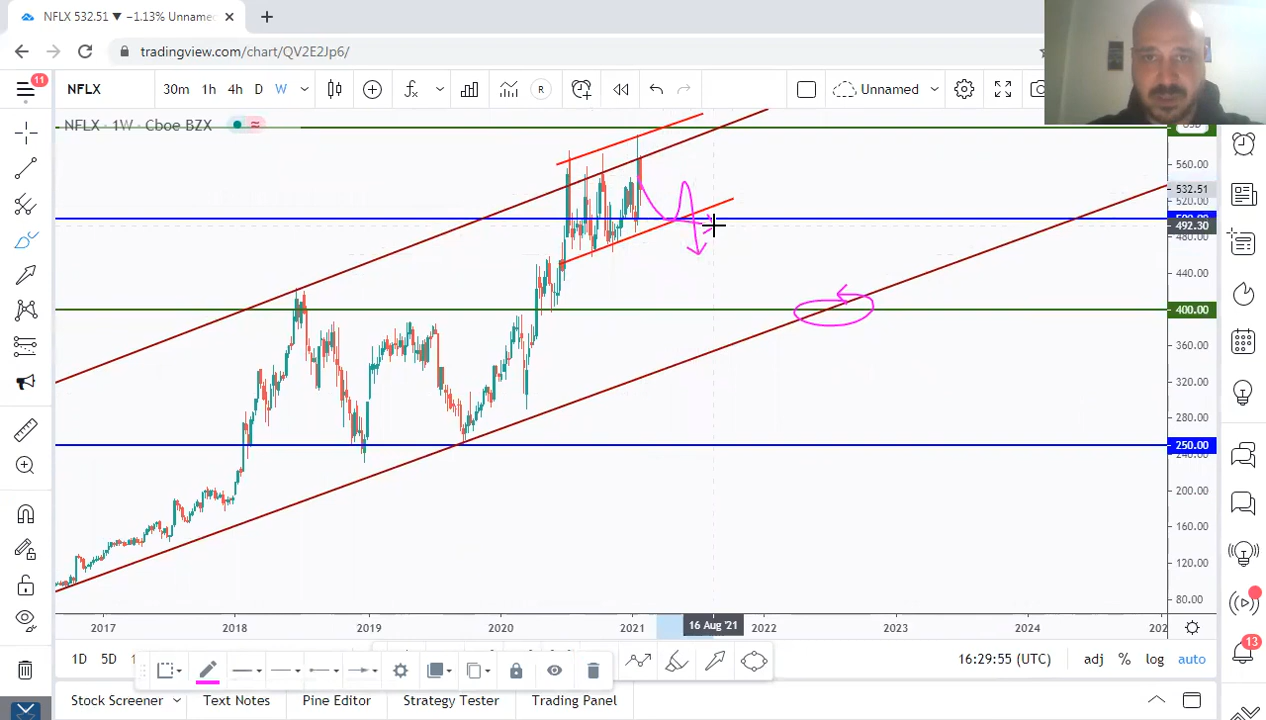 NFLX 532.51 ▼ −1.13% Unname
tradingview.com/chart/QV2E2Jp6/
11
NFLX 30m 1h 4h D W R Unnamed
NFLX · 1W · Cboe BZX
560.00
532.51
520.00
492.30
480.00
440.00
400.00
360.00
320.00
280.00
250.00
200.00
160.00
120.00
80.00
2017 2018 2019 2020 2021 16 Aug '21 2022 2023 2024
1D 5D 16:29:55 (UTC) adj % log auto
13
Stock Screener Text Notes Pine Editor Strategy Tester Trading Panel